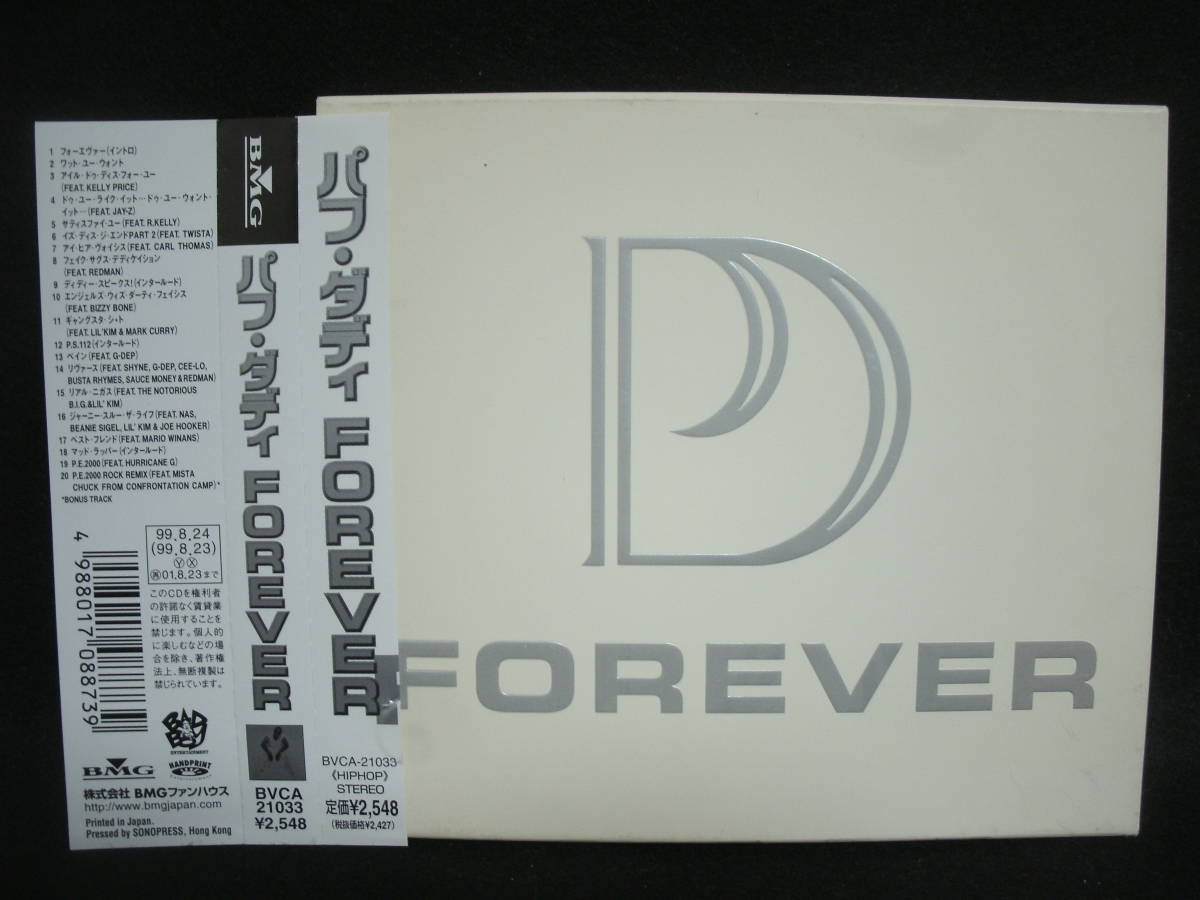 1 フォーエヴァー(イントロ)
2 ワット・ユー・ウォント
3 アイル・ドゥ・ディス・フォー・ユー
(FEAT. KELLY PRICE)
4 ドゥ・ユー・ライク・イット…ドゥ・ユー・ウォント・
イット…(FEAT. JAY-Z)
5 サティスファイ・ユー(FEAT. R.KELLY)
6 イズ・ディス・ジ・エンドPART 2 (FEAT. TWISTA)
7 アイ・ヒア・ヴォイシス(FEAT. CARL THOMAS)
8 フェイク・サグス・デディケイション
(FEAT. REDMAN)
9 ディディー・スピークス!(インタールード)
10 エンジェルズ・ウィズ・ダーティ・フェイシス
(FEAT. BIZZY BONE)
11 ギャングスタ・シ*ト
(FEAT. LIL'KIM & MARK CURRY)
12 P.S.112(インタールード)
13 ペイン(FEAT. G-DEP)
14 リヴァース(FEAT. SHYNE, G-DEP, CEE-LO,
BUSTA RHYMES, SAUCE MONEY & REDMAN)
15 リアル・ニガス(FEAT. THE NOTORIOUS
B.I.G.&LIL' KIM)
16 ジャーニー・スルー・ザ・ライフ(FEAT. NAS,
BEANIE SIGEL, LIL' KIM & JOE HOOKER)
17 ベスト・フレンド(FEAT. MARIO WINANS)
18 マッド・ラッパー(インタールード)
19 P.E.2000 (FEAT. HURRICANE G)
20 P.E.2000 ROCK REMIX (FEAT. MISTA
CHUCK FROM CONFRONTATION CAMP)*
*BONUS TRACK
4 988017 088739
99.8.24
(99.8.23)
Ⓨ Ⓧ
㋲01.8.23まで
このCDを権利者
の許諾なく賃貸業
に使用することを
禁じます。個人的
に楽しむなどの場
合を除き、著作権
法上、無断複製は
禁じられています。
BAD BOY
ENTERTAINMENT
BMG
HANDPRINT
株式会社 BMGファンハウス
http://www.bmgjapan.com
Printed in Japan.
Pressed by SONOPRESS, Hong Kong
BMG
パフ・ダディ FOREVER
BVCA
21033
¥2,548
パフ・ダディ FOREVER
BVCA-21033
《HIPHOP》
STEREO
定価¥2,548
(税抜価格¥2,427)
PD
FOREVER